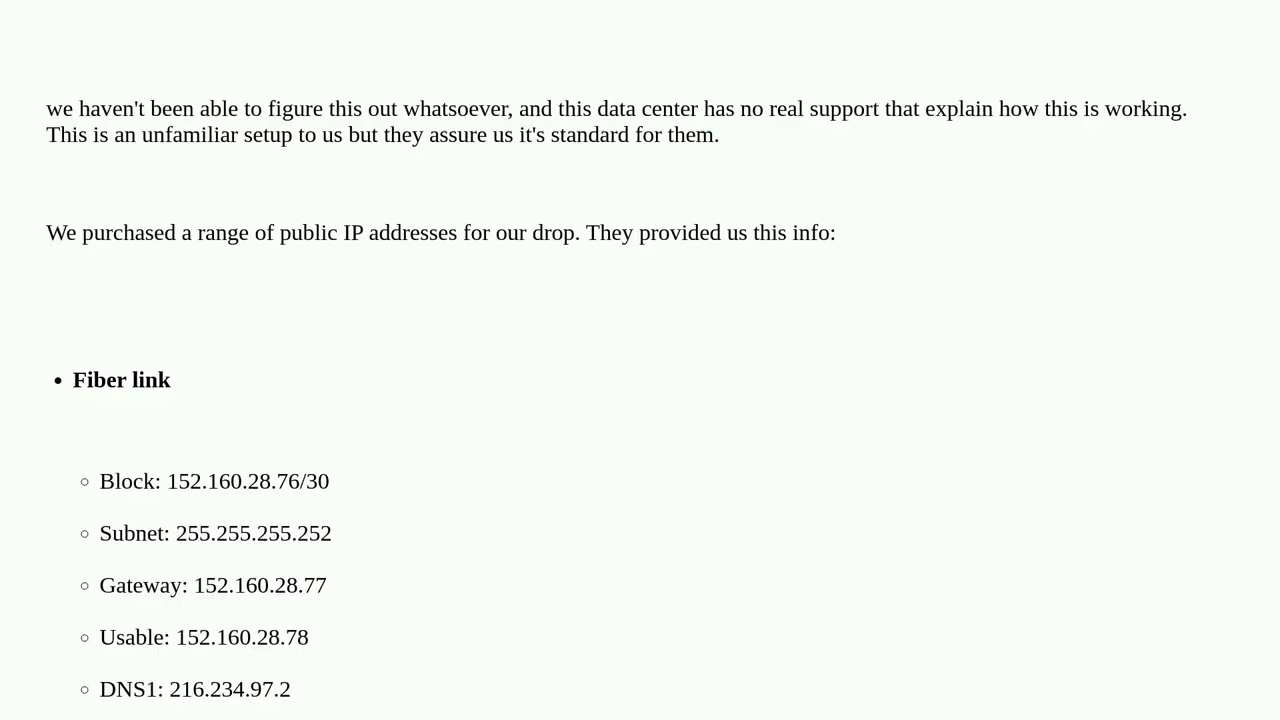 we haven't been able to figure this out whatsoever, and this data center has no real support that explain how this is working.
This is an unfamiliar setup to us but they assure us it's standard for them.
We purchased a range of public IP addresses for our drop. They provided us this info:
Fiber link
Block: 152.160.28.76/30
Subnet: 255.255.255.252
Gateway: 152.160.28.77
Usable: 152.160.28.78
DNS1: 216.234.97.2